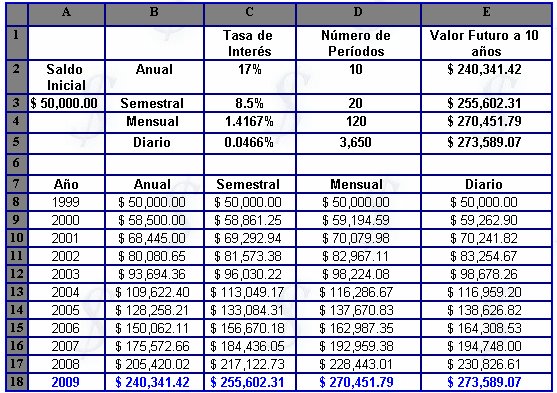 A B C D E
1 Tasa de Interés Número de Períodos Valor Futuro a 10 años
2 Saldo Inicial Anual 17% 10 $ 240,341.42
3 $ 50,000.00 Semestral 8.5% 20 $ 255,602.31
4 Mensual 1.4167% 120 $ 270,451.79
5 Diario 0.0466% 3,650 $ 273,589.07
6
7 Año Anual Semestral Mensual Diario
8 1999 $ 50,000.00 $ 50,000.00 $ 50,000.00 $ 50,000.00
9 2000 $ 58,500.00 $ 58,861.25 $ 59,194.59 $ 59,262.90
10 2001 $ 68,445.00 $ 69,292.94 $ 70,079.98 $ 70,241.82
11 2002 $ 80,080.65 $ 81,573.38 $ 82,967.11 $ 83,254.67
12 2003 $ 93,694.36 $ 96,030.22 $ 98,224.08 $ 98,678.26
13 2004 $ 109,622.40 $ 113,049.17 $ 116,286.67 $ 116,959.20
14 2005 $ 128,258.21 $ 133,084.31 $ 137,670.83 $ 138,626.82
15 2006 $ 150,062.11 $ 156,670.18 $ 162,987.35 $ 164,308.53
16 2007 $ 175,572.66 $ 184,436.05 $ 192,959.38 $ 194,748.00
17 2008 $ 205,420.02 $ 217,122.73 $ 228,443.01 $ 230,826.61
18 2009 $ 240,341.42 $ 255,602.31 $ 270,451.79 $ 273,589.07